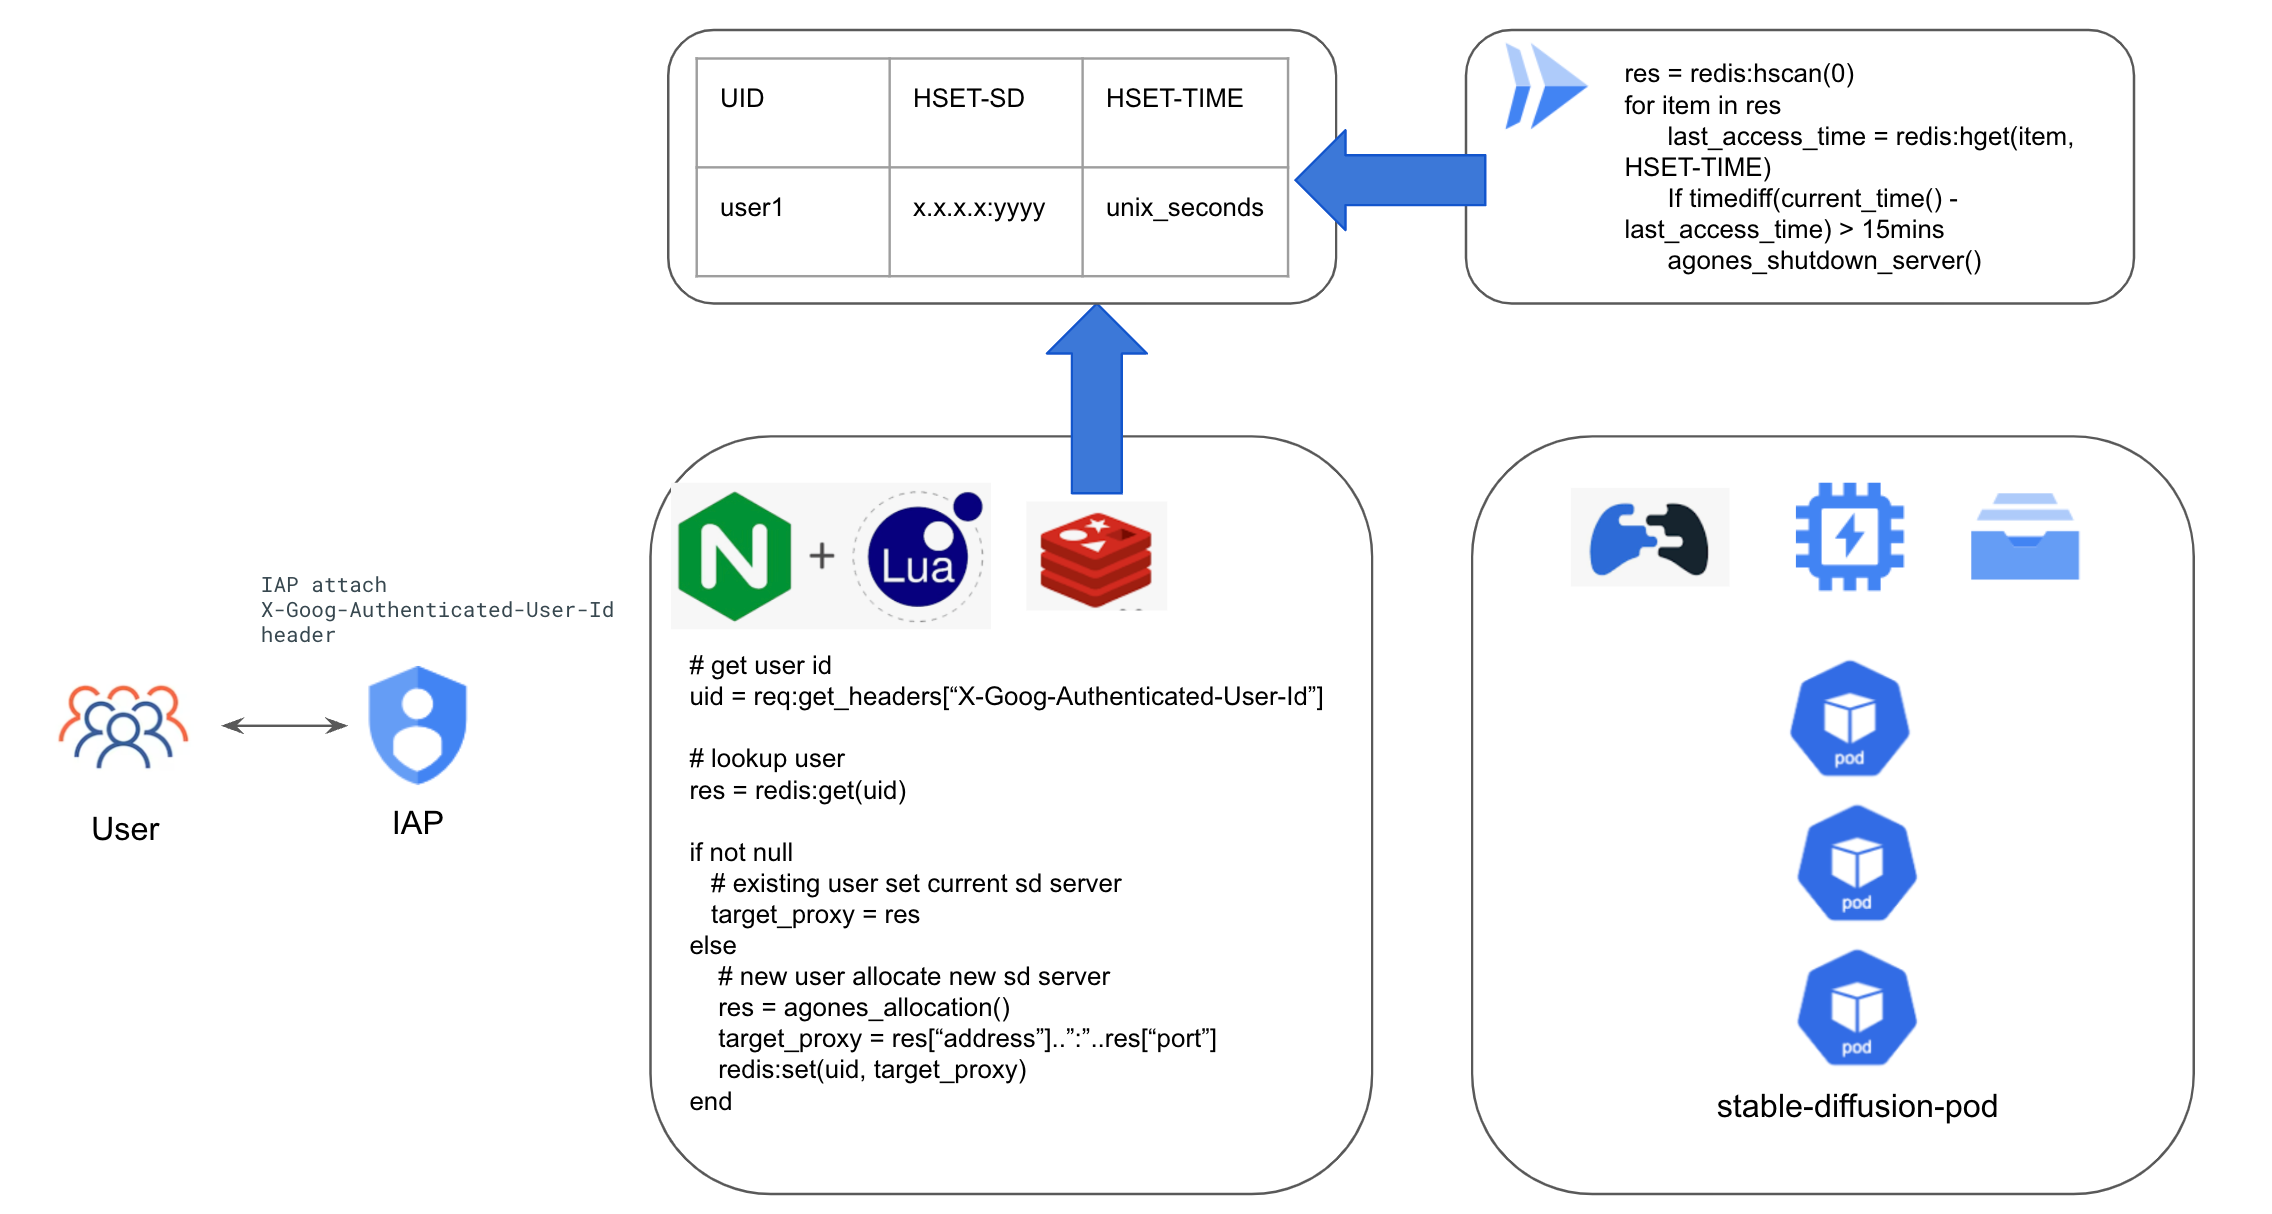 UID HSET-SD HSET-TIME
user1 x.x.x.x:yyyy unix_seconds
res = redis:hscan(0)
for item in res
last_access_time = redis:hget(item,
HSET-TIME)
If timediff(current_time() -
last_access_time) > 15mins
agones_shutdown_server()
IAP attach
X-Goog-Authenticated-User-Id
header
User
IAP
+
Lua
# get user id
uid = req:get_headers[“X-Goog-Authenticated-User-Id”]
# lookup user
res = redis:get(uid)
if not null
# existing user set current sd server
target_proxy = res
else
# new user allocate new sd server
res = agones_allocation()
target_proxy = res[“address”]..”:”..res[“port”]
redis:set(uid, target_proxy)
end
pod
pod
pod
stable-diffusion-pod